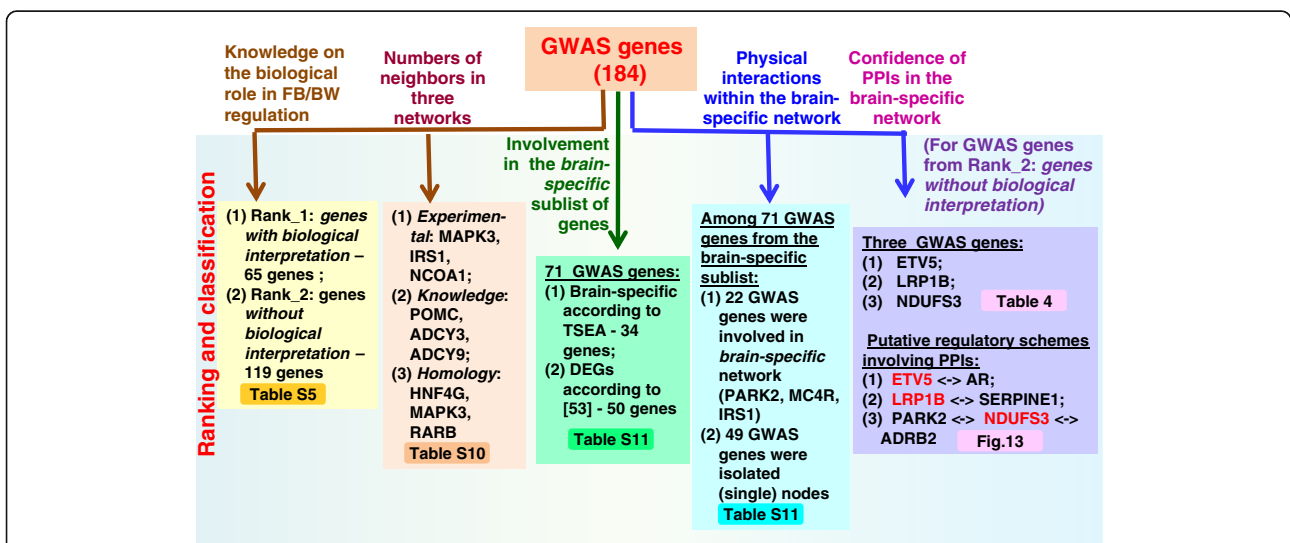 GWAS genes
(184)
Knowledge on
the biological
role in FB/BW
regulation
Numbers of
neighbors in
three
networks
Involvement
in the brain-
specific
sublist of
genes
Physical
interactions
within the brain-
specific network
Confidence of
PPIs in the
brain-specific
network
(For GWAS genes
from Rank_2: genes
without biological
interpretation)
Ranking and classification
(1) Rank_1: genes
with biological
interpretation –
65 genes ;
(2) Rank_2: genes
without
biological
interpretation –
119 genes
Table S5
(1) Experimen-
tal: MAPK3,
IRS1,
NCOA1;
(2) Knowledge:
POMC,
ADCY3,
ADCY9;
(3) Homology:
HNF4G,
MAPK3,
RARB
Table S10
71 GWAS genes:
(1) Brain-specific
according to
TSEA - 34
genes;
(2) DEGs
according to
[53] - 50 genes
Table S11
Among 71 GWAS
genes from the
brain-specific
sublist:
(1) 22 GWAS
genes were
involved in
brain-specific
network
(PARK2, MC4R,
IRS1)
(2) 49 GWAS
genes were
isolated
(single) nodes
Table S11
Three GWAS genes:
(1) ETV5;
(2) LRP1B;
(3) NDUFS3
Table 4
Putative regulatory schemes
involving PPIs:
(1) ETV5 <-> AR;
(2) LRP1B <-> SERPINE1;
(3) PARK2 <-> NDUFS3 <->
ADRB2
Fig.13